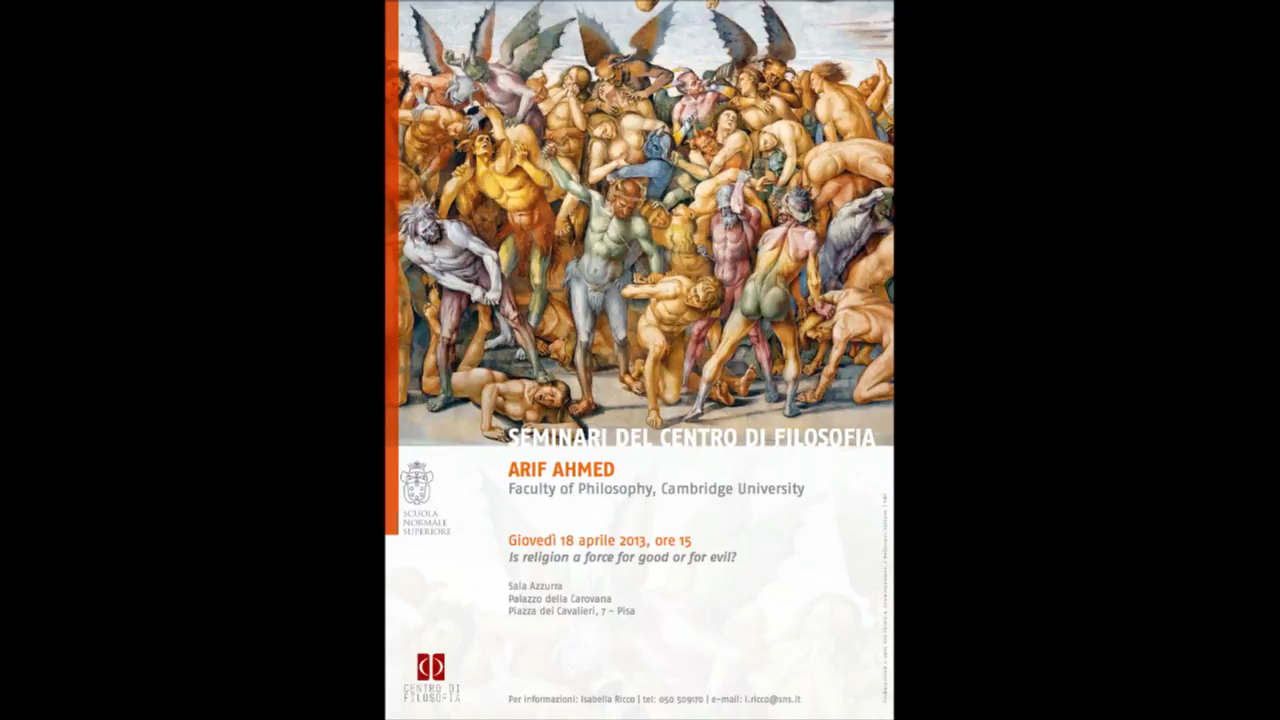 SEMINARI DEL CENTRO DI FILOSOFIA
ARIF AHMED
Faculty of Philosophy, Cambridge University
SCUOLA
NORMALE
SUPERIORE
Giovedì 18 aprile 2013, ore 15
Is religion a force for good or for evil?
Sala Azzurra
Palazzo della Carovana
Piazza dei Cavalieri, 7 - Pisa
CENTRO DI
FILOSOFIA
Per informazioni: Isabella Ricco | tel: 050 509170 | e-mail: i.ricco@sns.it